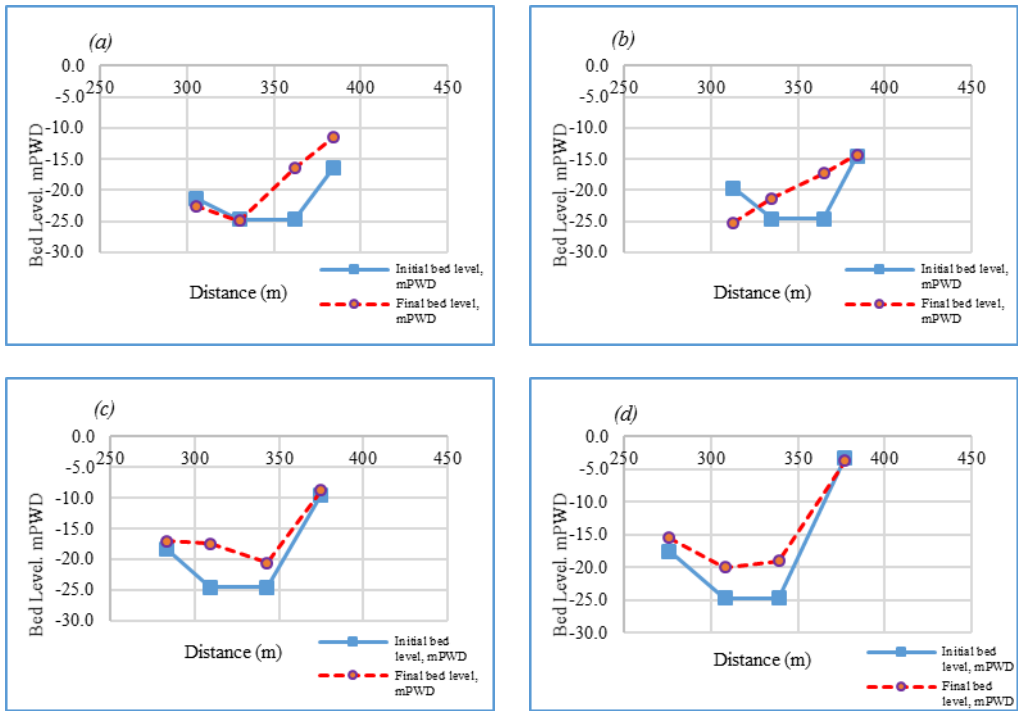 (a)
0.0
250 300 350 400 450
-5.0
-10.0
-15.0
-20.0
-25.0
-30.0
Bed Level. mPWD
Distance (m)
Initial bed level,
mPWD
Final bed level,
mPWD
(b)
0.0
250 300 350 400 450
-5.0
-10.0
-15.0
-20.0
-25.0
-30.0
Bed Level. mPWD
Distance (m)
Initial bed level,
mPWD
Final bed level,
mPWD
(c)
0.0
250 300 350 400 450
-5.0
-10.0
-15.0
-20.0
-25.0
-30.0
Bed Level. mPWD
Distance (m)
Initial bed
level, mPWD
Final bed level,
mPWD
(d)
0.0
250 300 350 400 450
-5.0
-10.0
-15.0
-20.0
-25.0
-30.0
Bed Level. mPWD
Distance (m)
Initial bed
level, mPWD
Final bed
level, mPWD